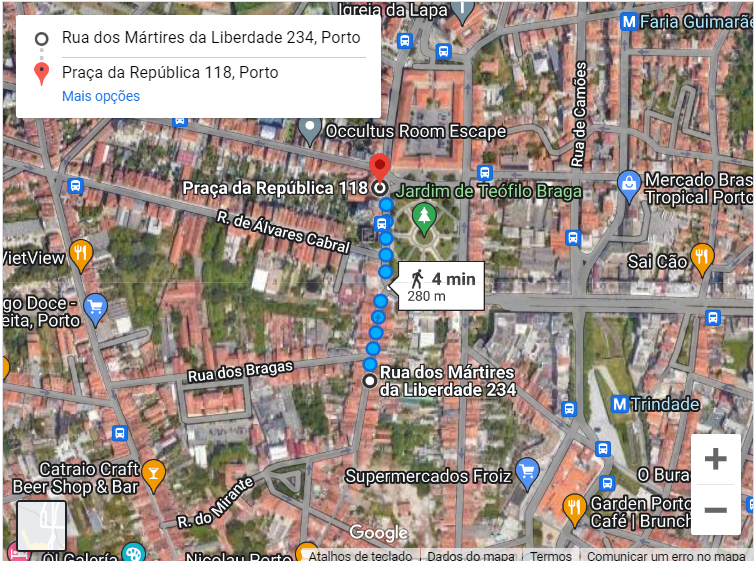 Igreja da Lapa
Faria Guimarãe
Rua dos Mártires da Liberdade 234, Porto
Praça da República 118, Porto
Mais opções
Rua de Camões
Occultus Room Escape
Praça da República 118
Jardim de Teófilo Braga
Mercado Bras
Tropical Porto
R. de Álvares Cabral
VietView
Sai Cão
4 min
280 m
go Doce -
eita, Porto
Rua dos Bragas
Rua dos Mártires
da Liberdade 234
Trindade
Catraio Craft
Beer Shop & Bar
Supermercados Froiz
O Burac
R. do Mirante
Garden Porto
Café | Brunch
Google
O! Galeria
Nicolau Porto
Atalhos de teclado
Dados do mapa
Termos
Comunicar um erro no mapa